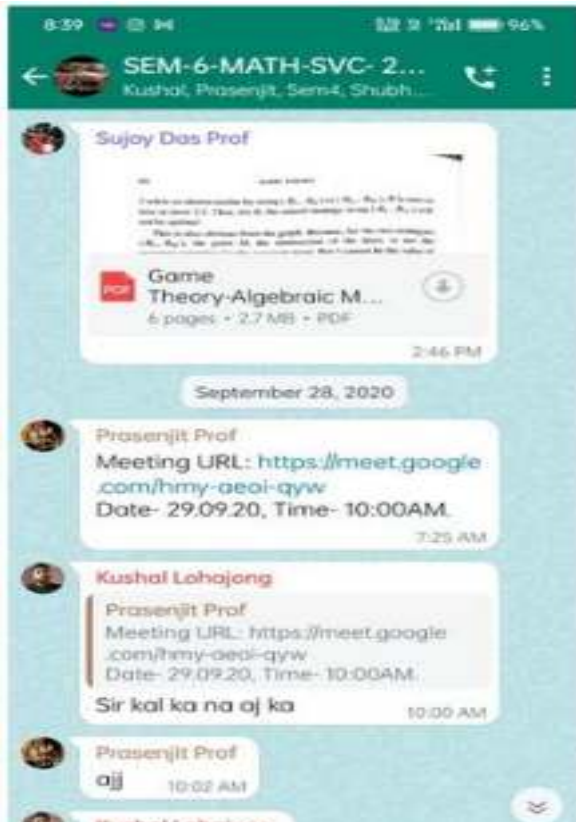 8:59
96%
SEM-6-MATH-SVC- 2...
Kushal, Prasenjit, Sem4, Shubh...
Sujoy Das Prof
Game
Theory-Algebraic M...
6 pages • 2.7 MB • PDF
2:46 PM
September 28, 2020
Prasenjit Prof
Meeting URL: https://meet.google
.com/hmy-aeoi-qyw
Date- 29.09.20, Time- 10:00AM.
7:25 AM
Kushal Lohajong
Prasenjit Prof
Meeting URL: https://meet.google
.com/hmy-aeoi-qyw
Date- 29.09.20, Time- 10:00AM.
Sir kal ka na aj ka
10:00 AM
Prasenjit Prof
ajj
10:02 AM